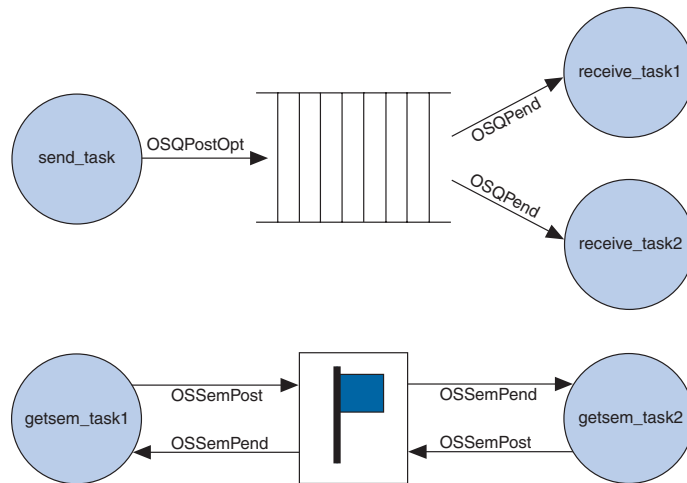 receive_task1
OSQPend
OSQPostOpt
send_task
OSQPend
receive_task2
OSSemPost
OSSemPend
getsem_task1
getsem_task2
OSSemPend
OSSemPost